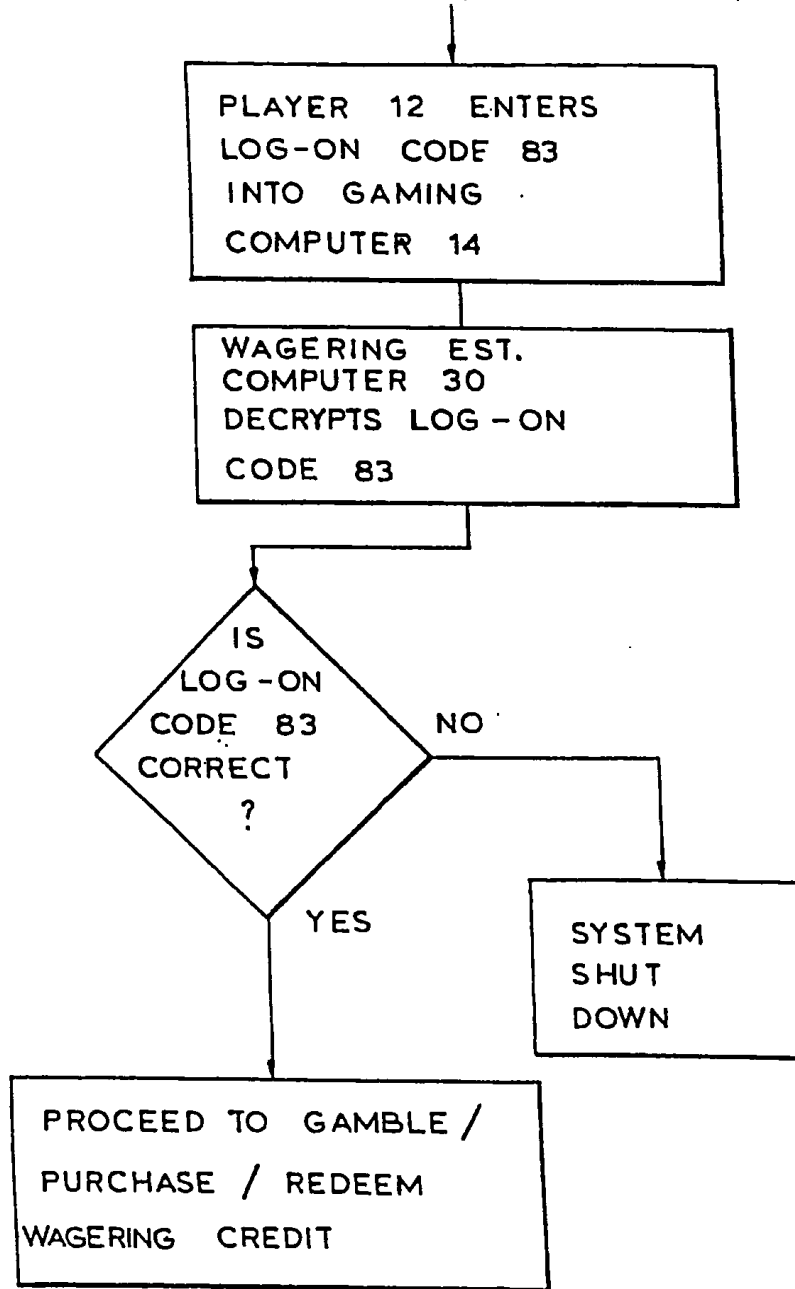 PLAYER 12 ENTERS
LOG-ON CODE 83
INTO GAMING
COMPUTER 14
WAGERING EST.
COMPUTER 30
DECRYPTS LOG-ON
CODE 83
IS
LOG-ON
CODE 83
CORRECT
?
NO
YES
SYSTEM
SHUT
DOWN
PROCEED TO GAMBLE /
PURCHASE / REDEEM
WAGERING CREDIT